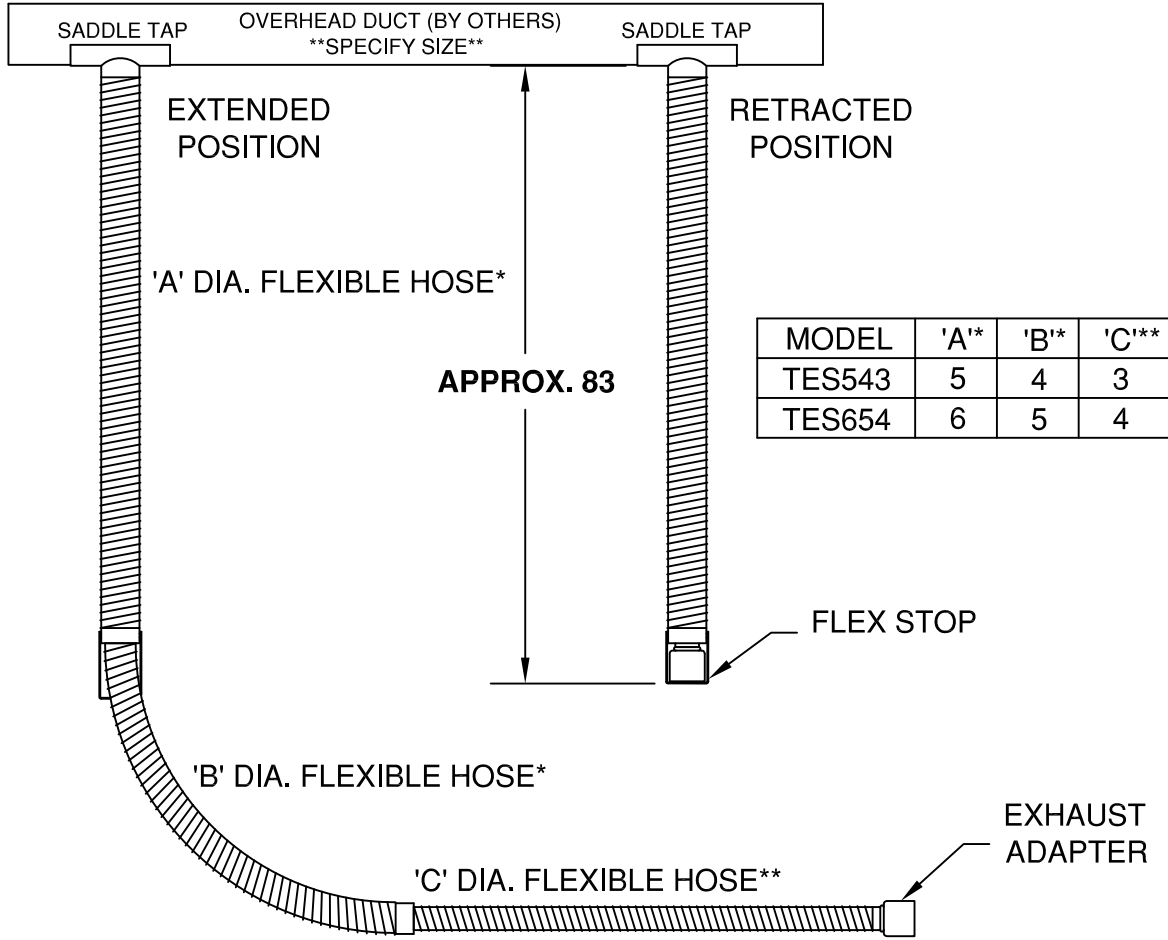 OVERHEAD DUCT (BY OTHERS)
**SPECIFY SIZE**
SADDLE TAP
SADDLE TAP
EXTENDED
POSITION
RETRACTED
POSITION
'A' DIA. FLEXIBLE HOSE*
APPROX. 83
MODEL 'A'* 'B'* 'C'**
TES543 5 4 3
TES654 6 5 4
FLEX STOP
'B' DIA. FLEXIBLE HOSE*
EXHAUST
ADAPTER
'C' DIA. FLEXIBLE HOSE**